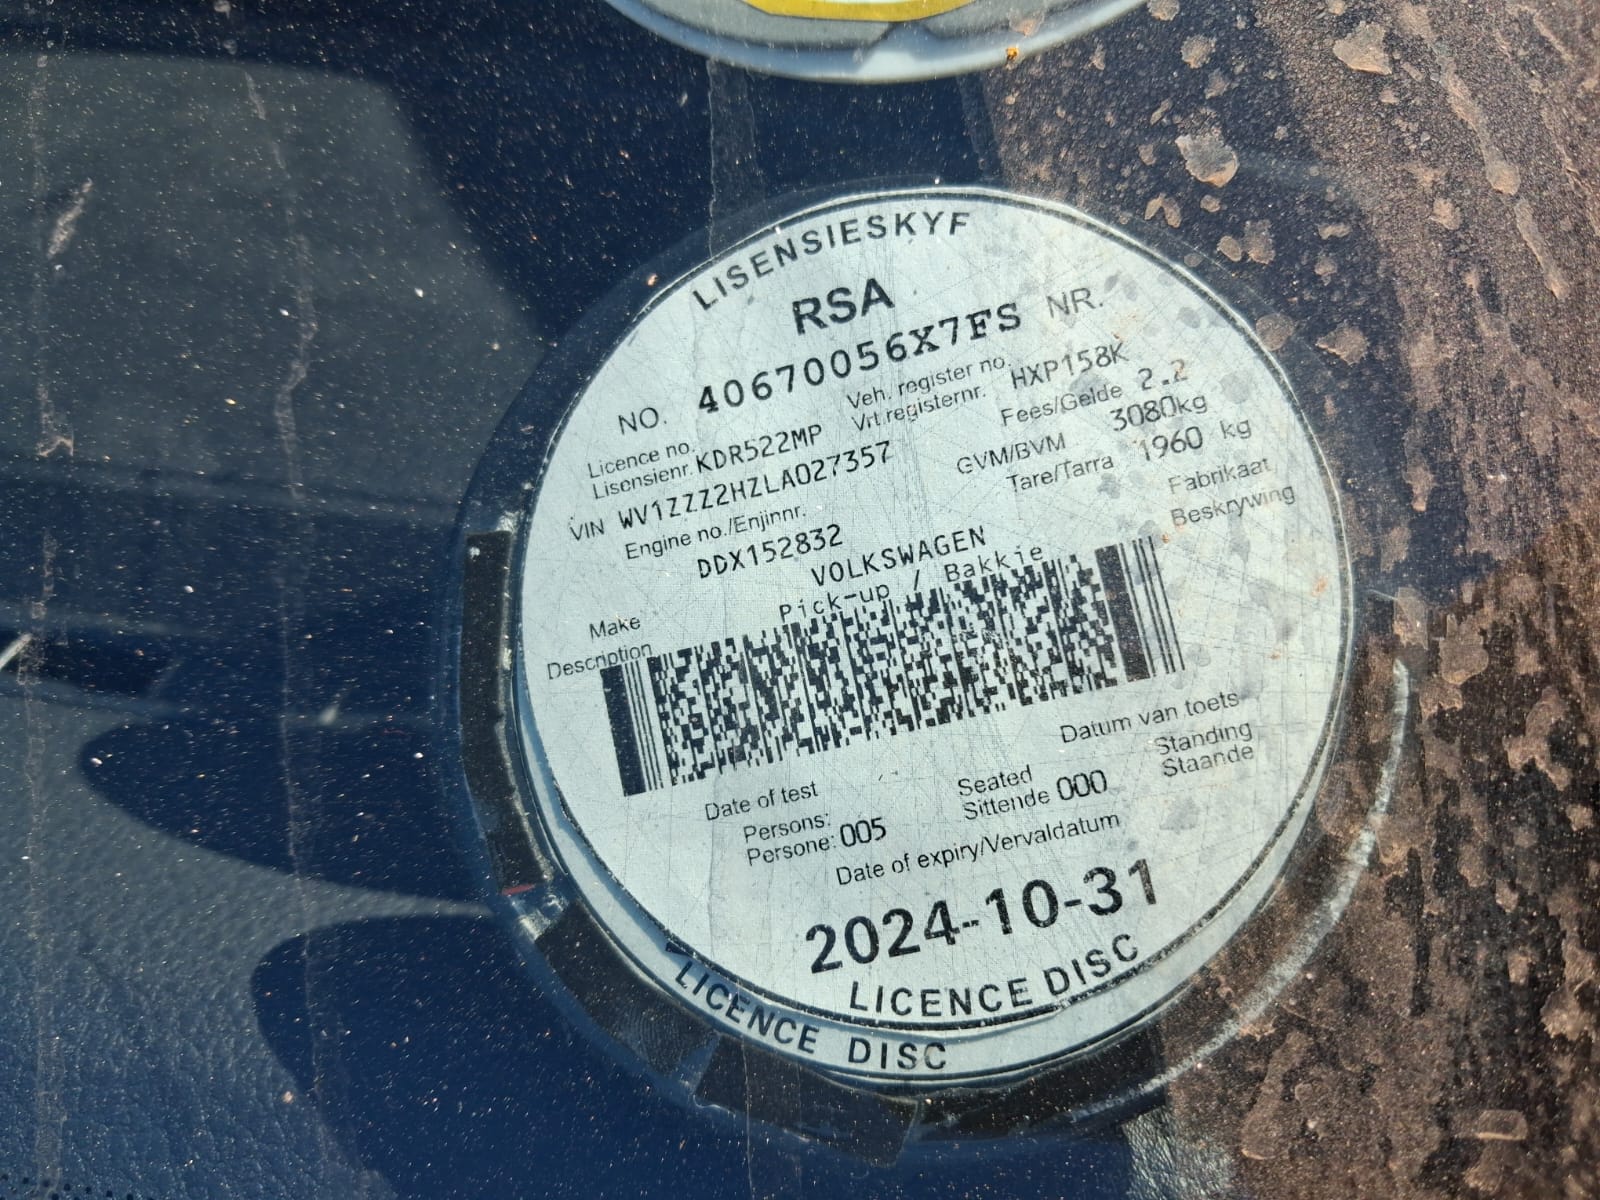 LISENSIESKYF
RSA
NO. 40670056X7FS NR.
Licence no. Veh. register no.
Lisensienr. KDR522MP Vrt.registernr. HXP158K
VIN WV1ZZZ2HZLA027357 Fees/Gelde 2.2
Engine no./Enjinnr. GVM/BVM 3080kg
DDX152832 Tare/Tarra 1960 kg
Make VOLKSWAGEN Fabrikaat
Description Pick-up / Bakkie Beskrywing
Date of test Datum van toets
Persons: Seated Standing
Persone: 005 Sittende 000 Staande
Date of expiry/Vervaldatum
2024-10-31
LICENCE DISC
LICENCE DISC